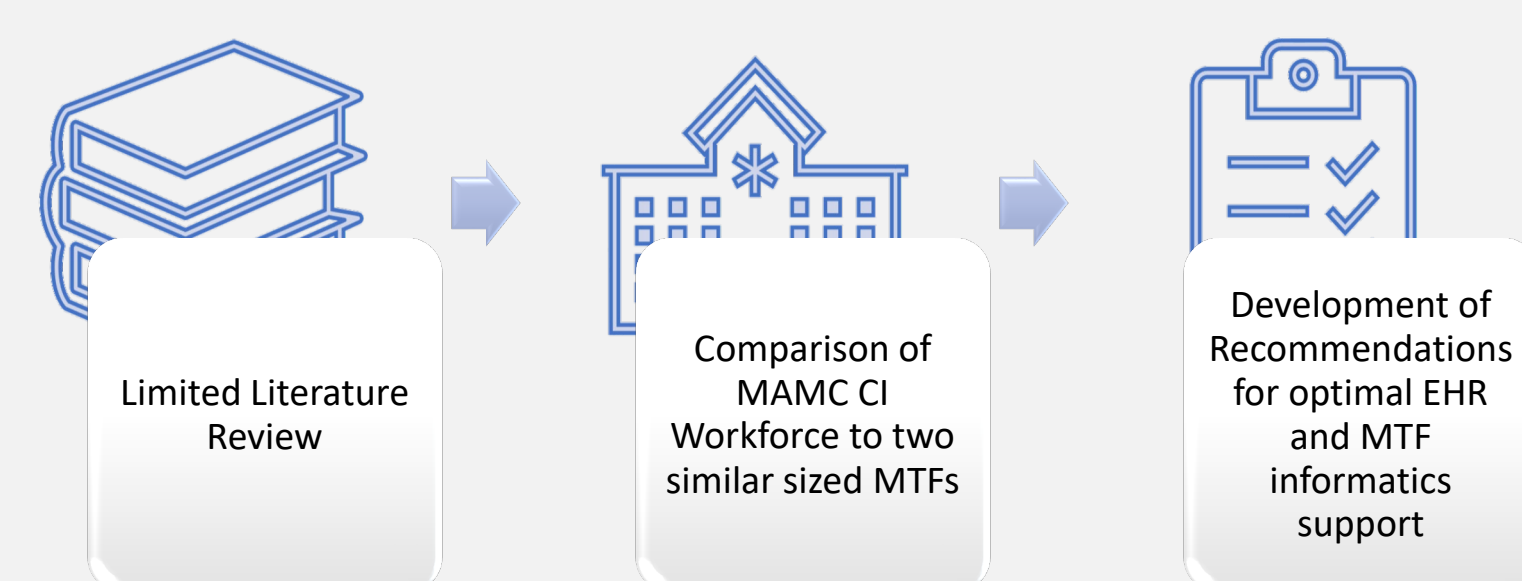 Limited Literature
Review
Comparison of
MAMC CI
Workforce to two
similar sized MTFs
Development of
Recommendations
for optimal EHR
and MTF
informatics
support